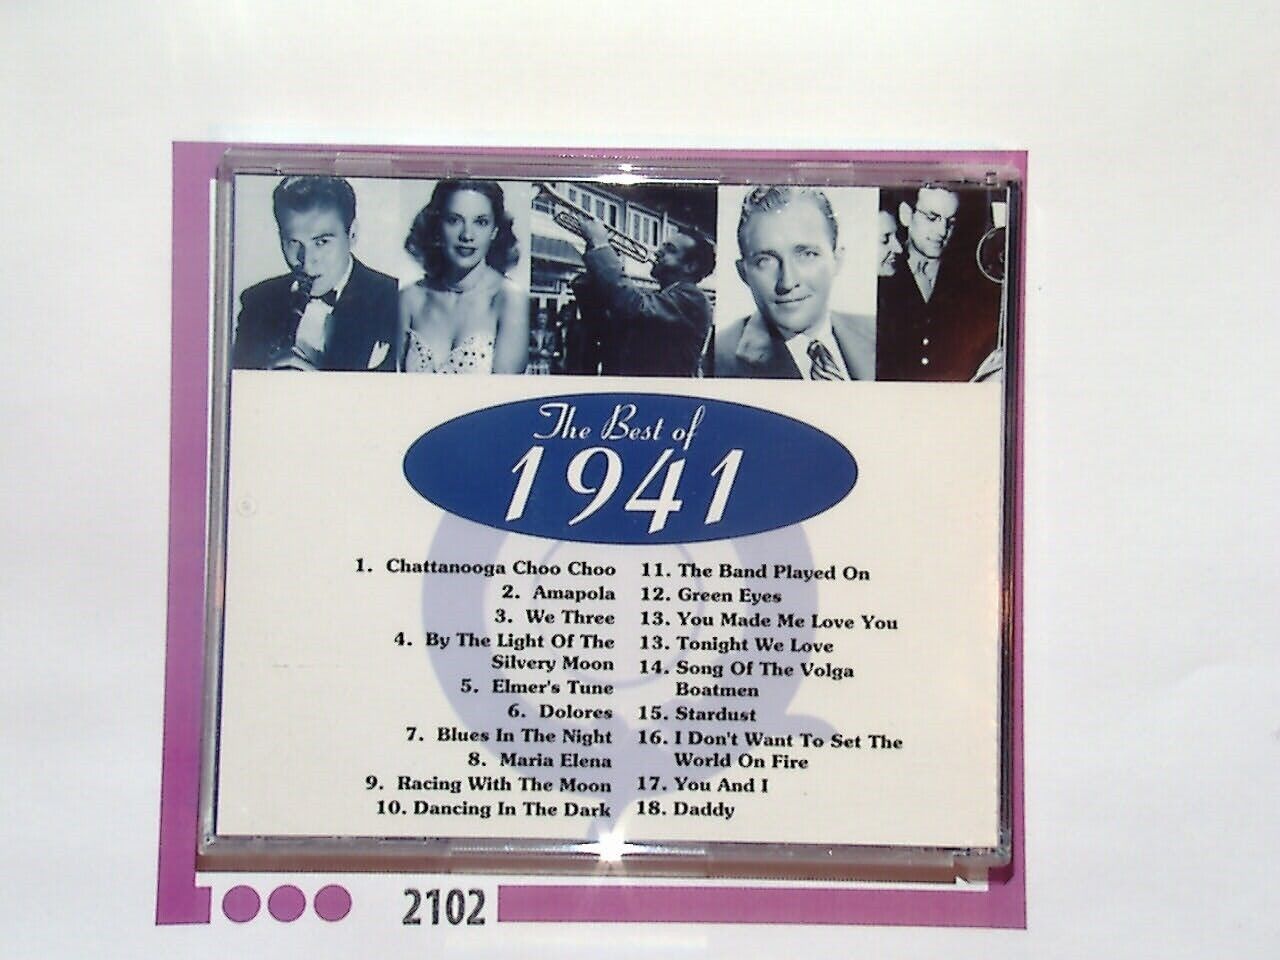 The Best of
1941
1. Chattanooga Choo Choo
2. Amapola
3. We Three
4. By The Light Of The
Silvery Moon
5. Elmer's Tune
6. Dolores
7. Blues In The Night
8. Maria Elena
9. Racing With The Moon
10. Dancing In The Dark
11. The Band Played On
12. Green Eyes
13. You Made Me Love You
13. Tonight We Love
14. Song Of The Volga
Boatmen
15. Stardust
16. I Don't Want To Set The
World On Fire
17. You And I
18. Daddy
2102